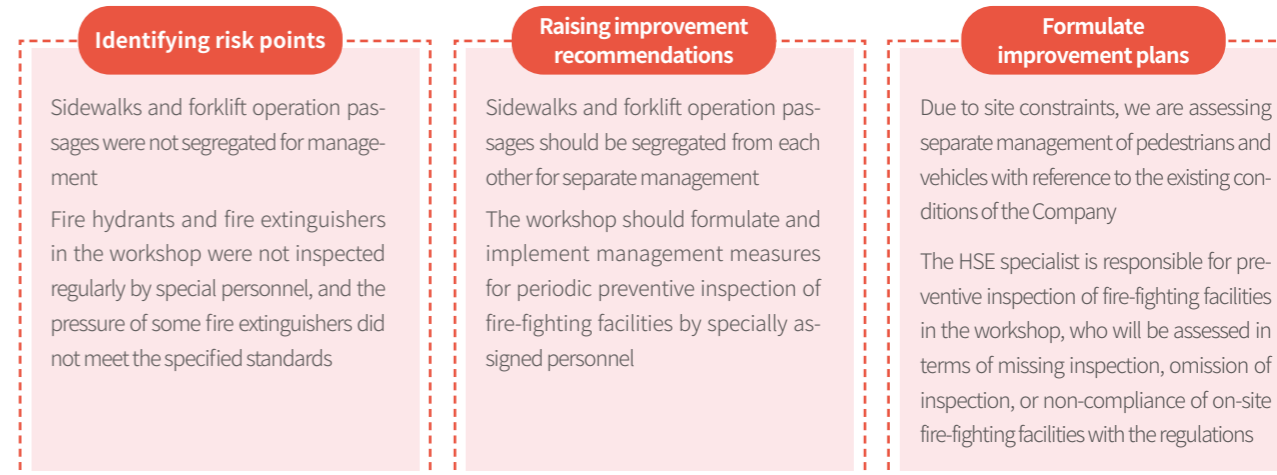 Identifying risk points
Sidewalks and forklift operation pas-
sages were not segregated for manage-
ment
Fire hydrants and fire extinguishers
in the workshop were not inspected
regularly by special personnel, and the
pressure of some fire extinguishers did
not meet the specified standards
Raising improvement
recommendations
Sidewalks and forklift operation pas-
sages should be segregated from each
other for separate management
The workshop should formulate and
implement management measures
for periodic preventive inspection of
fire-fighting facilities by specially as-
signed personnel
Formulate
improvement plans
Due to site constraints, we are assessing
separate management of pedestrians and
vehicles with reference to the existing con-
ditions of the Company
The HSE specialist is responsible for pre-
ventive inspection of fire-fighting facilities
in the workshop, who will be assessed in
terms of missing inspection, omission of
inspection, or non-compliance of on-site
fire-fighting facilities with the regulations